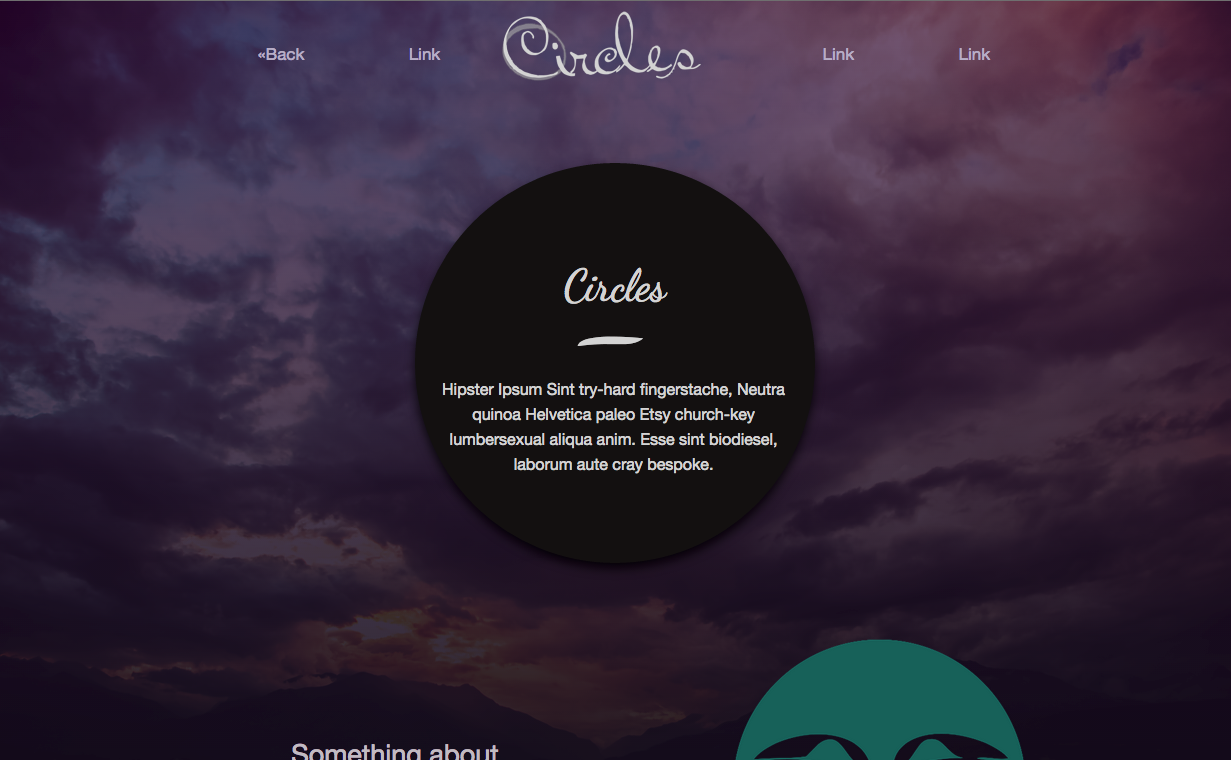 «Back Link Circles Link Link
Circles
Hipster Ipsum Sint try-hard fingerstache, Neutra
quinoa Helvetica paleo Etsy church-key
lumbersexual aliqua anim. Esse sint biodiesel,
laborum aute cray bespoke.
Something about